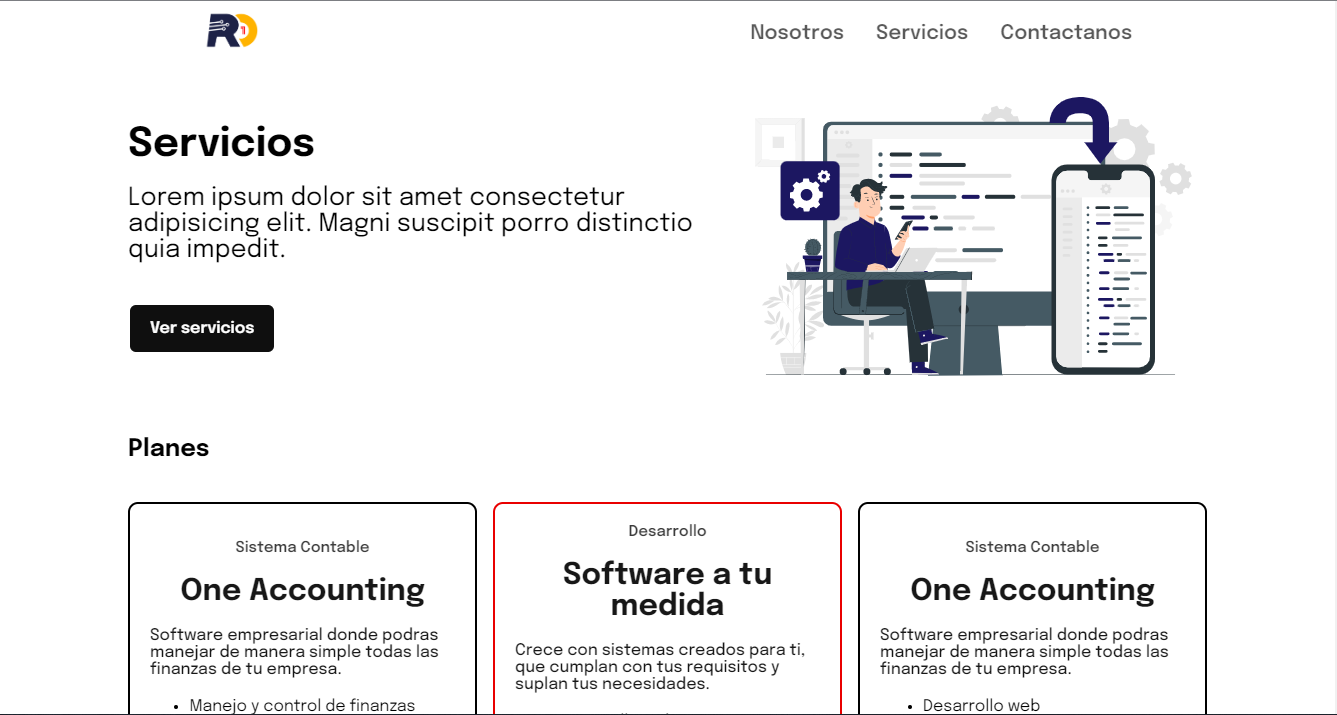 R 1
Nosotros Servicios Contactanos
Servicios
Lorem ipsum dolor sit amet consectetur
adipisicing elit. Magni suscipit porro distinctio
quia impedit.
Ver servicios
Planes
Sistema Contable
One Accounting
Software empresarial donde podras
manejar de manera simple todas las
finanzas de tu empresa.
• Manejo y control de finanzas
Desarrollo
Software a tu
medida
Crece con sistemas creados para ti,
que cumplan con tus requisitos y
suplan tus necesidades.
Sistema Contable
One Accounting
Software empresarial donde podras
manejar de manera simple todas las
finanzas de tu empresa.
• Desarrollo web